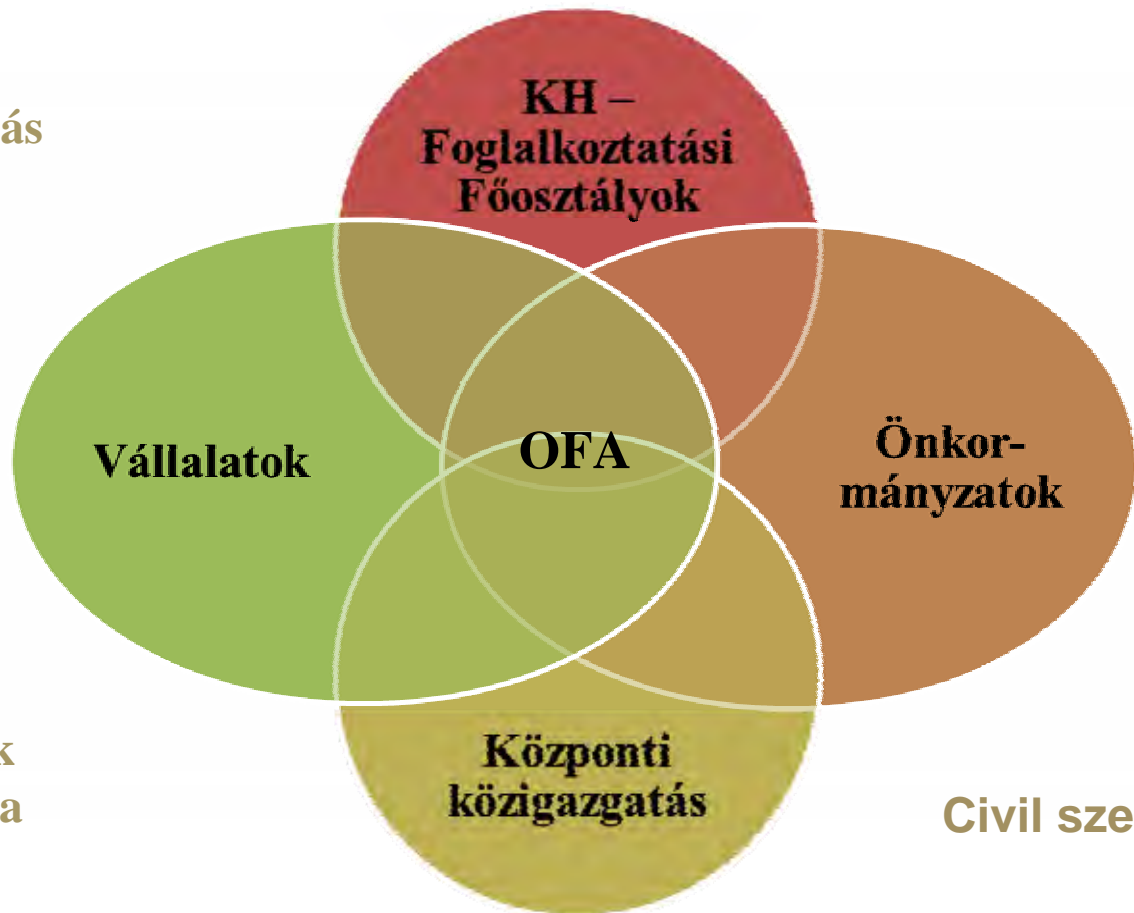 KH –
Foglalkoztatási
Főosztályok
ás
Vállalatok
OFA
Önkor-
mányzatok
Központi
közigazgatás
k
a
Civil sze